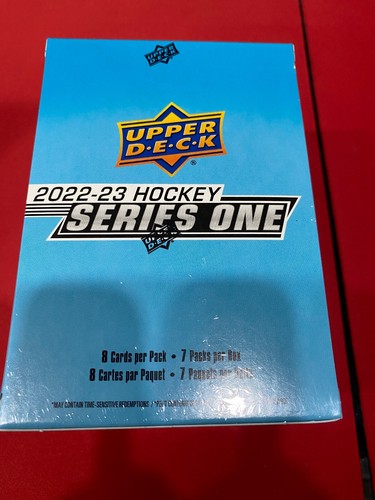 UPPER DECK
UPPER
D·E·C·K
®
2022-23 HOCKEY
SERIES ONE
UPPER DECK
8 Cards per Pack • 7 Packs per Box
8 Cartes par Paquet • 7 Paquets par
*MAY CONTAIN TIME-SENSITIVE REDEMPTIONS